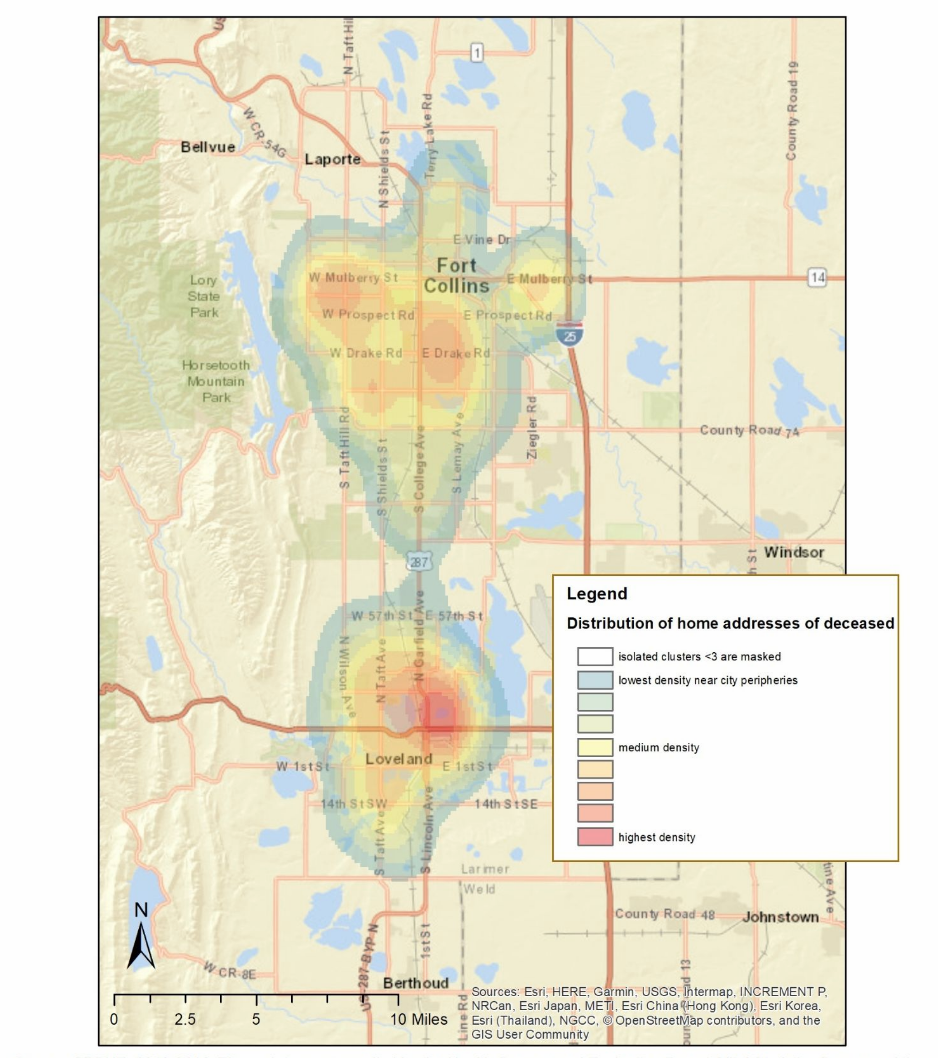 US
N Taft Hil
1
County Road 19
W CR-54G
Terry Lake Rd
Bellvue
Laporte
N Shields St
E Vine Dr
W Mulberry St
Fort
Collins
E Mulberry St
14
Lory
State
Park
W Prospect Rd
E Prospect Rd
25
W Drake Rd
E Drake Rd
Horsetooth
Mountain
Park
S Taft Hill Rd
S Shields St
S College Ave
S Lemay Ave
Ziegler Rd
County Road 74
287
Windsor
h St
W 57th St
E 57th St
N Wilson Ave
N Taft Ave
N Garfield Ave
Loveland
W 1st St
E 1st St
14th St SW
14th St SE
S Taft Ave
S Lincoln Ave
Larimer
Weld
Legend
Distribution of home addresses of deceased
isolated clusters <3 are masked
lowest density near city peripheries
medium density
highest density
tine Ave
N
County Road 48
Johnstown
US-287-BYP N
1st St
W CR-8E
Berthoud
Line Rd
0 2.5 5 10 Miles
Sources: Esri, HERE, Garmin, USGS, Intermap, INCREMENT P,
NRCan, Esri Japan, METI, Esri China (Hong Kong), Esri Korea,
Esri (Thailand), NGCC, © OpenStreetMap contributors, and the
GIS User Community